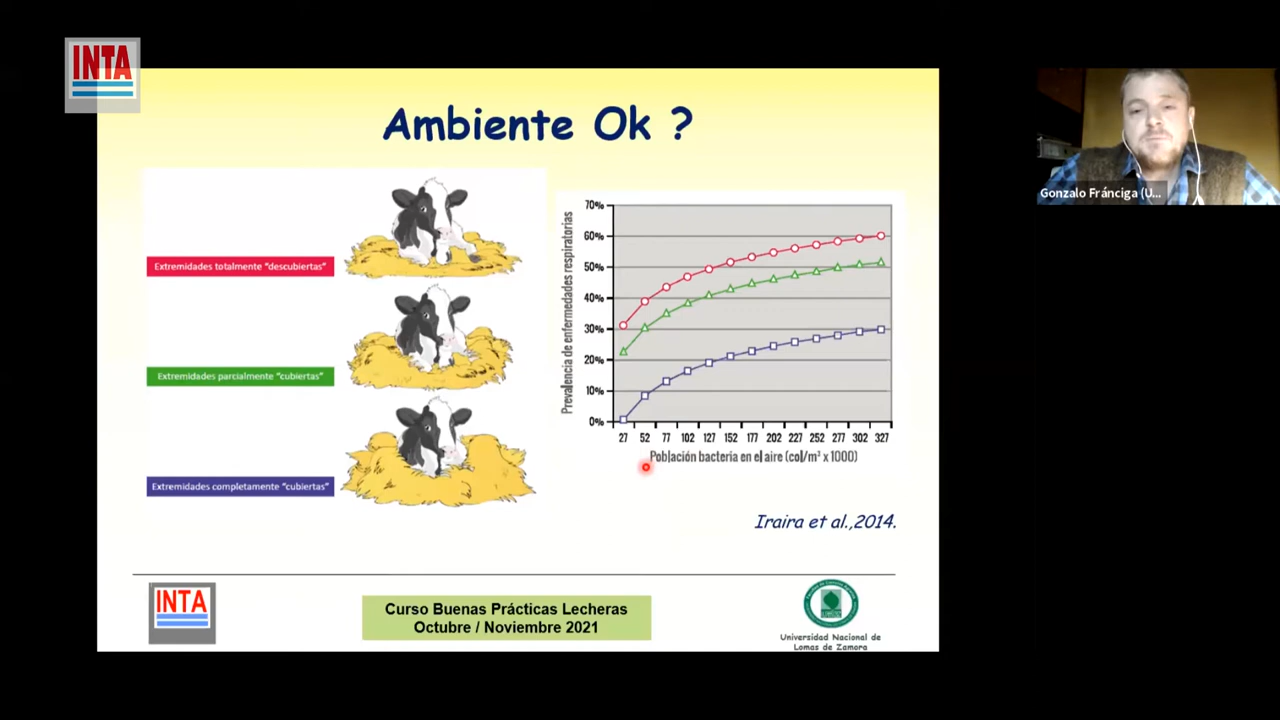 INTA
Ambiente Ok ?
Extremidades totalmente "descubiertas"
Extremidades parcialmente "cubiertas"
Extremidades completamente "cubiertas"
Prevalencia de enfermedades respiratorias
70%
60%
50%
40%
30%
20%
10%
0%
27 52 77 102 127 152 177 202 227 252 277 302 327
Población bacteria en el aire (col/m³ x 1000)
Iraira et al.,2014.
INTA
Curso Buenas Prácticas Lecheras
Octubre / Noviembre 2021
Universidad Nacional de
Lomas de Zamora
Gonzalo Fránciga (U...